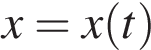 x = x(t)